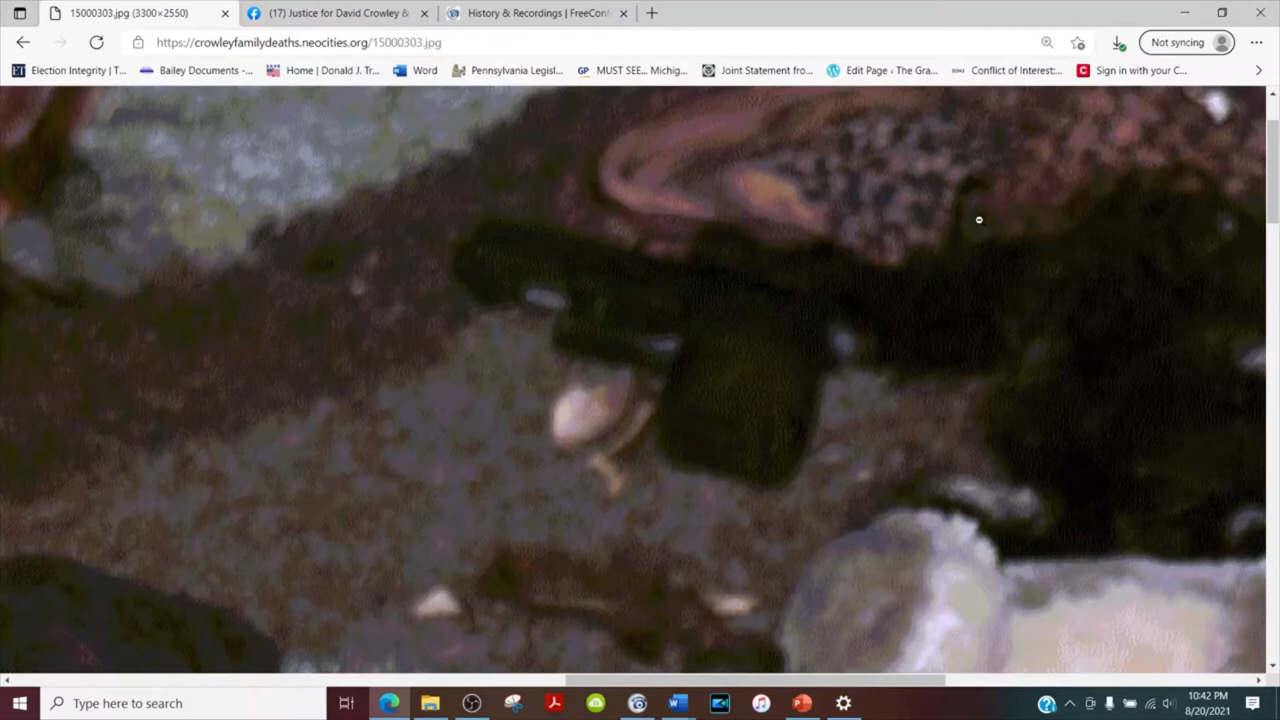 15000303.jpg (3300×2550)
(17) Justice for David Crowley &
History & Recordings | FreeConf
https://crowleyfamilydeaths.neocities.org/15000303.jpg
Not syncing
Election Integrity | T...
Bailey Documents -...
Home | Donald J. Tr...
Word
Pennsylvania Legisl...
MUST SEE... Michig...
Joint Statement fro...
Edit Page ‹ The Gra...
Conflict of Interest:...
Sign in with your C...
Type here to search
10:42 PM
8/20/2021